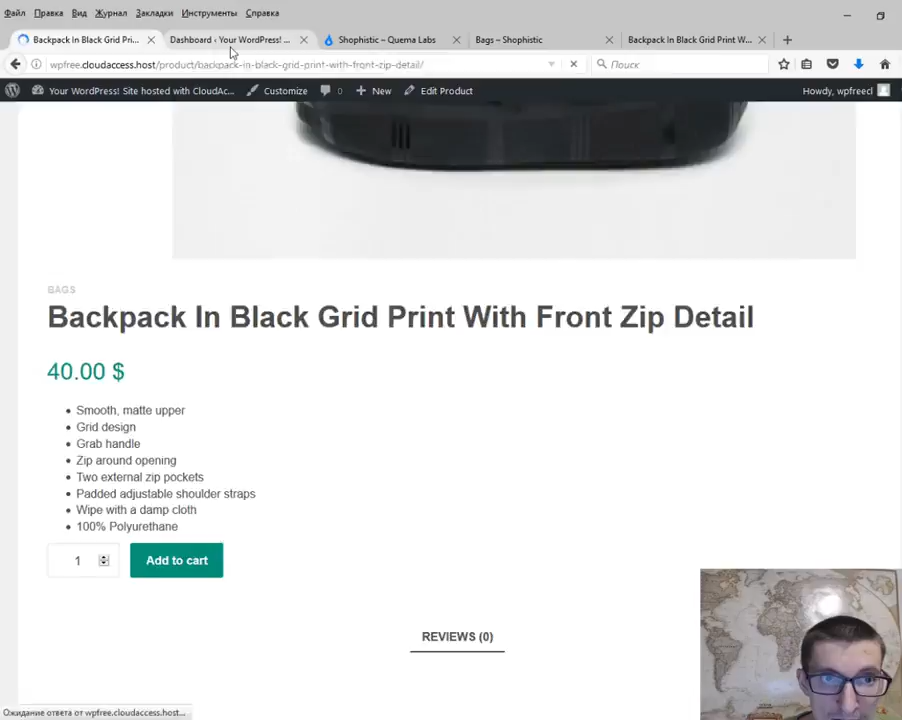 Файл Правка Вид Журнал Закладки Инструменты Справка
Backpack In Black Grid Pri... Dashboard ‹ Your WordPress! ... Shophistic – Quema Labs Bags – Shophistic Backpack In Black Grid Print W...
wpfree.cloudaccess.host/product/backpack-in-black-grid-print-with-front-zip-detail/ Поиск
Your WordPress! Site hosted with CloudAc... Customize 0 New Edit Product Howdy, wpfreecl
BAGS
Backpack In Black Grid Print With Front Zip Detail
40.00 $
Smooth, matte upper
Grid design
Grab handle
Zip around opening
Two external zip pockets
Padded adjustable shoulder straps
Wipe with a damp cloth
100% Polyurethane
1 Add to cart
REVIEWS (0)
Ожидание ответа от wpfree.cloudaccess.host...